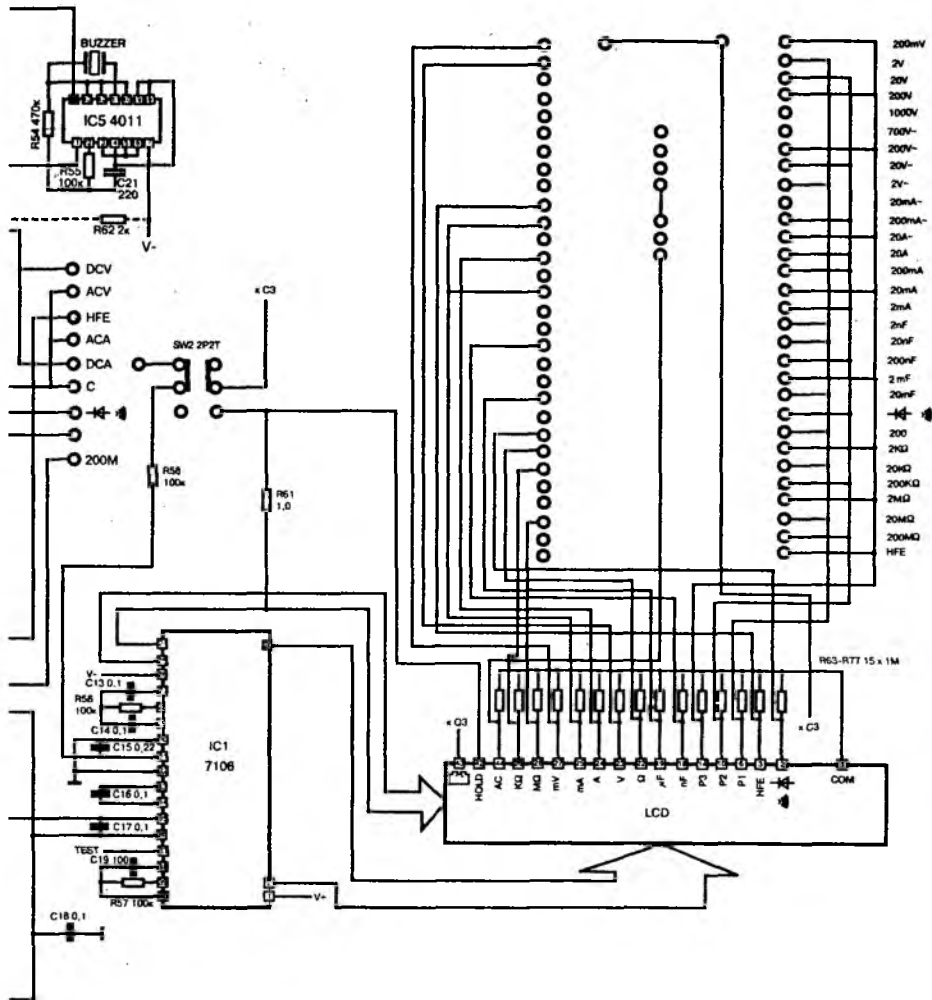 BUZZER
IC5 4011
R54 470k
R55
100k
C21
220
R62 2k
V-
DCV
ACV
HFE
ACA
DCA
C
200M
x C3
SW2 2P2T
R58
100k
R61
1,0
200mV
2V
20V
200V
1000V
700V~
200V~
20V~
2V~
20mA~
200mA~
20A~
20A
200mA
20mA
2mA
2nF
20nF
200nF
2mF
20mF
200
2KΩ
20KΩ
200KΩ
2MΩ
20MΩ
200MΩ
HFE
R63-R77 15 x 1M
V-
C13 0,1
R56
100k
C14 0,1
C15 0,22
C16 0,1
C17 0,1
TEST
C19 100
R57 100k
C18 0,1
IC1
7106
V+
x Q3
x C3
HOLD
AC
KΩ
MΩ
mV
mA
A
V
Ω
µF
nF
P3
P2
P1
HFE
COM
LCD